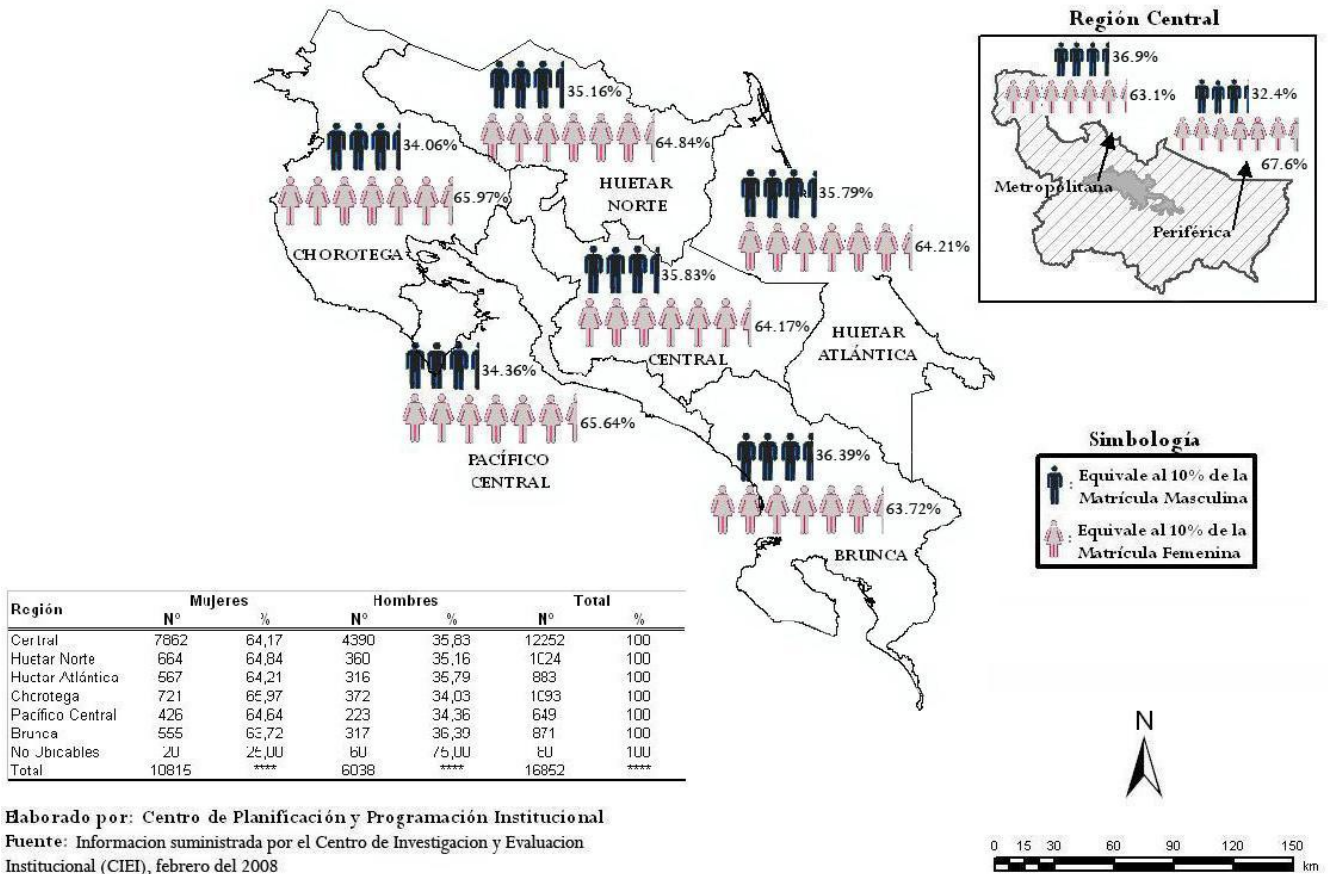 Región Central
36.9%
63.1%
32.4%
67.6%
Metropolitana
Periférica
35.16%
64.84%
HUETAR
NORTE
34.06%
65.97%
CHOROTEGA
35.79%
64.21%
HUETAR
ATLÁNTICA
35.83%
64.17%
CENTRAL
34.36%
65.64%
PACÍFICO
CENTRAL
36.39%
63.72%
BRUNCA
Simbología
: Equivale al 10% de la
Matrícula Masculina
: Equivale al 10% de la
Matrícula Femenina
Región Mujeres Hombres Total
N° % N° % N° %
Central 7862 64,17 4390 35,83 12252 100
Huetar Norte 664 64,84 360 35,16 1024 100
Huetar Atlántica 567 64,21 316 35,79 883 100
Chorotega 721 65,97 372 34,03 1093 100
Pacífico Central 426 64,64 223 34,36 649 100
Brunca 555 63,72 317 36,39 871 100
No Ubicables 20 25,00 60 75,00 80 100
Total 10815 **** 6038 **** 16852 ****
Elaborado por: Centro de Planificación y Programación Institucional
Fuente: Informacion suministrada por el Centro de Investigacion y Evaluacion
Institucional (CIEI), febrero del 2008
N
0 15 30 60 90 120 150
km